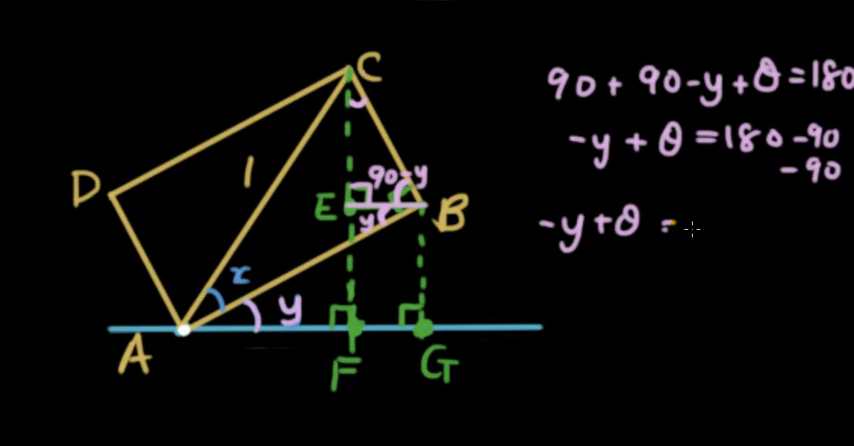 C
90 + 90 - y + θ = 180
- y + θ = 180 - 90
- 90
D
1
90 - y
E
y
B
- y + θ =
x
y
A
F
G